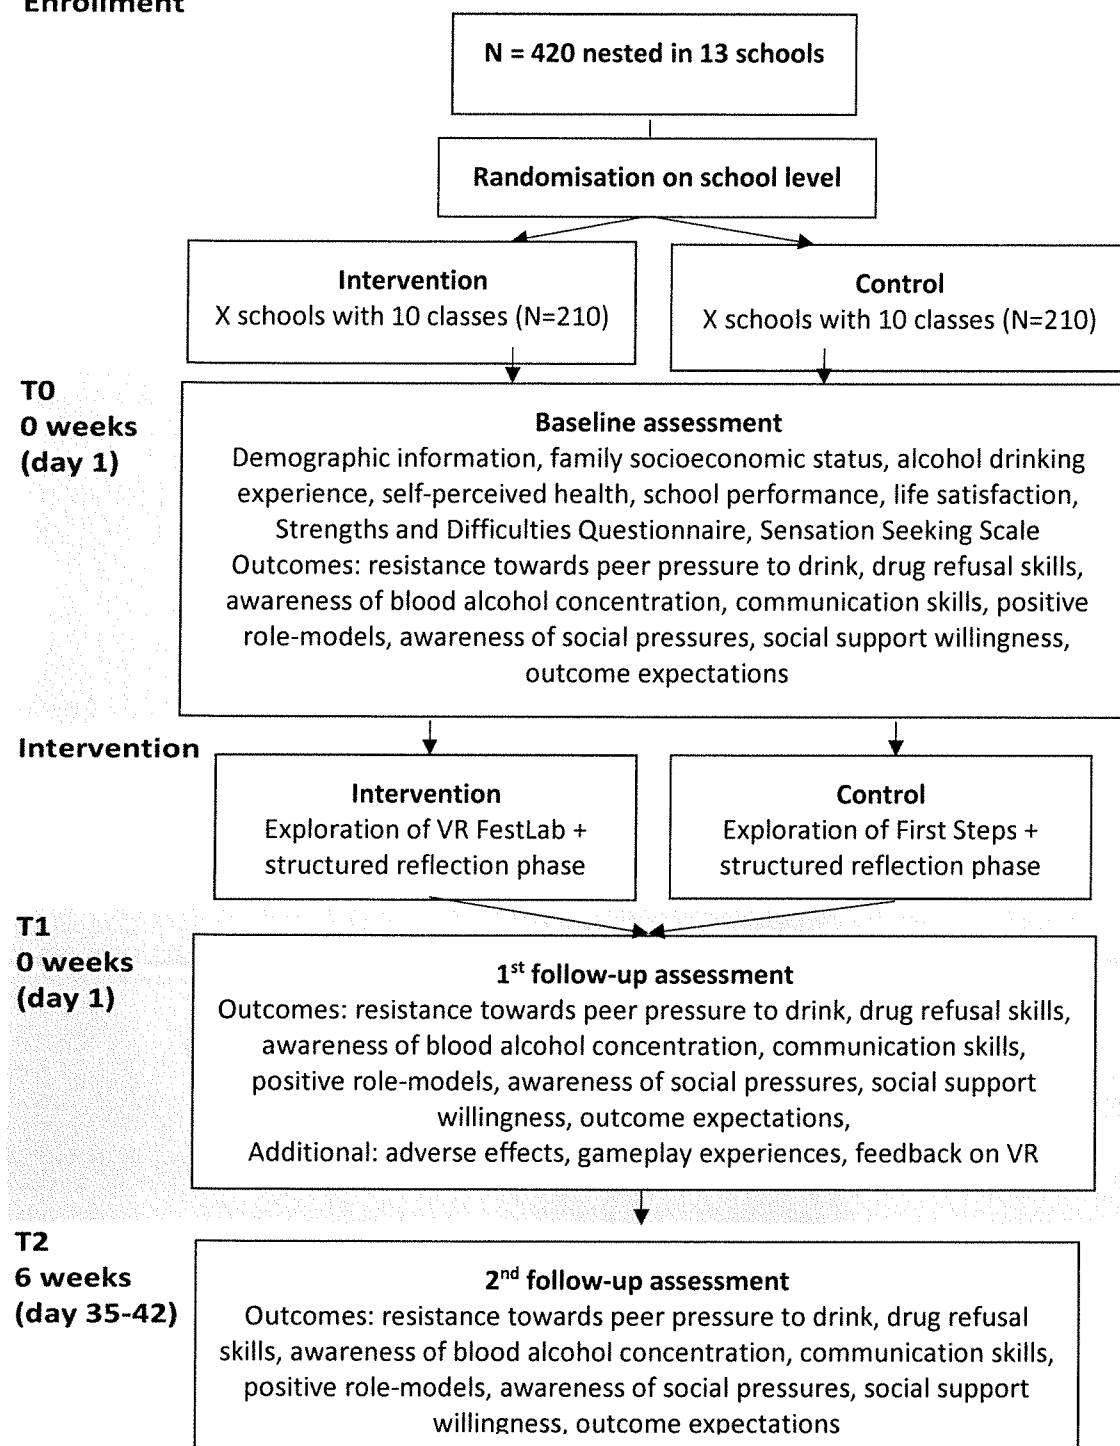 Enrollment
N = 420 nested in 13 schools
Randomisation on school level
Intervention
X schools with 10 classes (N=210)
Control
X schools with 10 classes (N=210)
T0
0 weeks
(day 1)
Baseline assessment
Demographic information, family socioeconomic status, alcohol drinking
experience, self-perceived health, school performance, life satisfaction,
Strengths and Difficulties Questionnaire, Sensation Seeking Scale
Outcomes: resistance towards peer pressure to drink, drug refusal skills,
awareness of blood alcohol concentration, communication skills, positive
role-models, awareness of social pressures, social support willingness,
outcome expectations
Intervention
Intervention
Exploration of VR FestLab +
structured reflection phase
Control
Exploration of First Steps +
structured reflection phase
T1
0 weeks
(day 1)
1st follow-up assessment
Outcomes: resistance towards peer pressure to drink, drug refusal skills,
awareness of blood alcohol concentration, communication skills,
positive role-models, awareness of social pressures, social support
willingness, outcome expectations,
Additional: adverse effects, gameplay experiences, feedback on VR
T2
6 weeks
(day 35-42)
2nd follow-up assessment
Outcomes: resistance towards peer pressure to drink, drug refusal
skills, awareness of blood alcohol concentration, communication skills,
positive role-models, awareness of social pressures, social support
willingness, outcome expectations